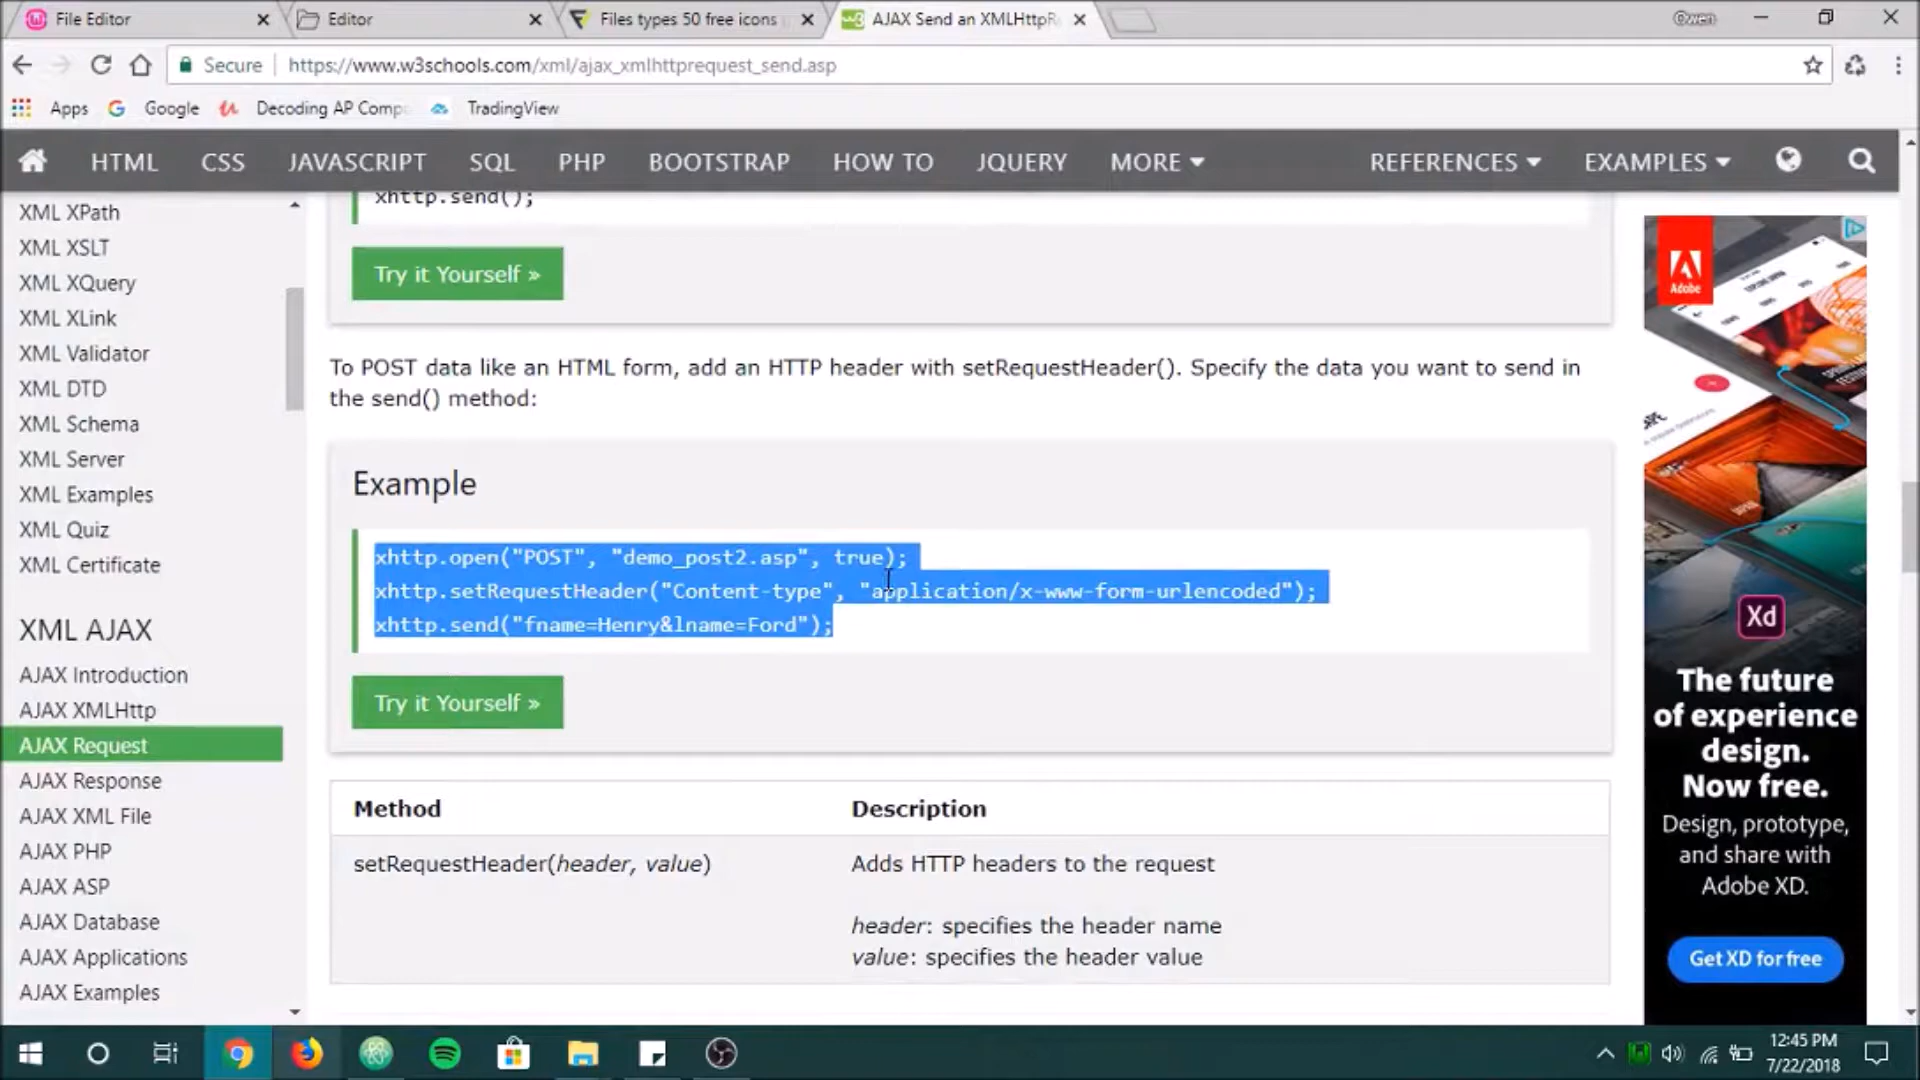 File Editor
Editor
Files types 50 free icons
AJAX Send an XMLHttpR
Owen
Secure
https://www.w3schools.com/xml/ajax_xmlhttprequest_send.asp
Apps
Google
Decoding AP Comp
TradingView
HTML CSS JAVASCRIPT SQL PHP BOOTSTRAP HOW TO JQUERY MORE REFERENCES EXAMPLES
XML XPath
XML XSLT
XML XQuery
XML XLink
XML Validator
XML DTD
XML Schema
XML Server
XML Examples
XML Quiz
XML Certificate
XML AJAX
AJAX Introduction
AJAX XMLHttp
AJAX Request
AJAX Response
AJAX XML File
AJAX PHP
AJAX ASP
AJAX Database
AJAX Applications
AJAX Examples
xhttp.send();
Try it Yourself »
To POST data like an HTML form, add an HTTP header with setRequestHeader(). Specify the data you want to send in
the send() method:
Example
xhttp.open("POST", "demo_post2.asp", true);
xhttp.setRequestHeader("Content-type", "application/x-www-form-urlencoded");
xhttp.send("fname=Henry&lname=Ford");
Try it Yourself »
Method Description
setRequestHeader(header, value) Adds HTTP headers to the request
header: specifies the header name
value: specifies the header value
Adobe
Xd
The future
of experience
design.
Now free.
Design, prototype,
and share with
Adobe XD.
Get XD for free
12:45 PM
7/22/2018